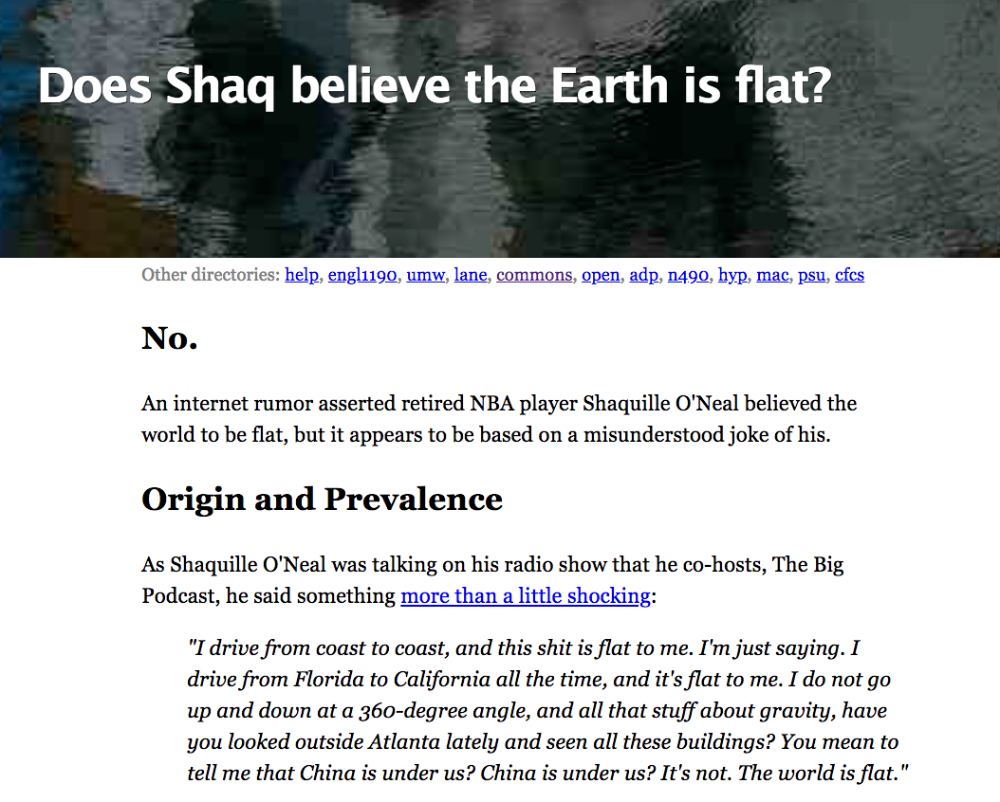 Does Shaq believe the Earth is flat?
Other directories: help, engl1190, umw, lane, commons, open, adp, n490, hyp, mac, psu, cfcs
No.
An internet rumor asserted retired NBA player Shaquille O'Neal believed the
world to be flat, but it appears to be based on a misunderstood joke of his.
Origin and Prevalence
As Shaquille O'Neal was talking on his radio show that he co-hosts, The Big
Podcast, he said something more than a little shocking:
"I drive from coast to coast, and this shit is flat to me. I'm just saying. I
drive from Florida to California all the time, and it's flat to me. I do not go
up and down at a 360-degree angle, and all that stuff about gravity, have
you looked outside Atlanta lately and seen all these buildings? You mean to
tell me that China is under us? China is under us? It's not. The world is flat."